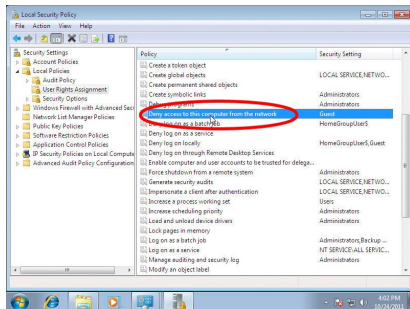 Local Security Policy
File Action View Help
Security Settings
Account Policies
Local Policies
Audit Policy
User Rights Assignment
Security Options
Windows Firewall with Advanced Sec
Network List Manager Policies
Public Key Policies
Software Restriction Policies
Application Control Policies
IP Security Policies on Local Compute
Advanced Audit Policy Configuration
Policy Security Setting
Create a token object
Create global objects LOCAL SERVICE,NETWO...
Create permanent shared objects
Create symbolic links Administrators
Debug programs Administrators
Deny access to this computer from the network Guest
Deny log on as a batch job HomeGroupUser$
Deny log on as a service
Deny log on locally HomeGroupUser$,Guest
Deny log on through Remote Desktop Services
Enable computer and user accounts to be trusted for delega...
Force shutdown from a remote system Administrators
Generate security audits LOCAL SERVICE,NETWO...
Impersonate a client after authentication LOCAL SERVICE,NETWO...
Increase a process working set Users
Increase scheduling priority Administrators
Load and unload device drivers Administrators
Lock pages in memory
Log on as a batch job Administrators,Backup ...
Log on as a service NT SERVICE\ALL SERVIC...
Manage auditing and security log Administrators
Modify an object label
4:02 PM
10/24/2011